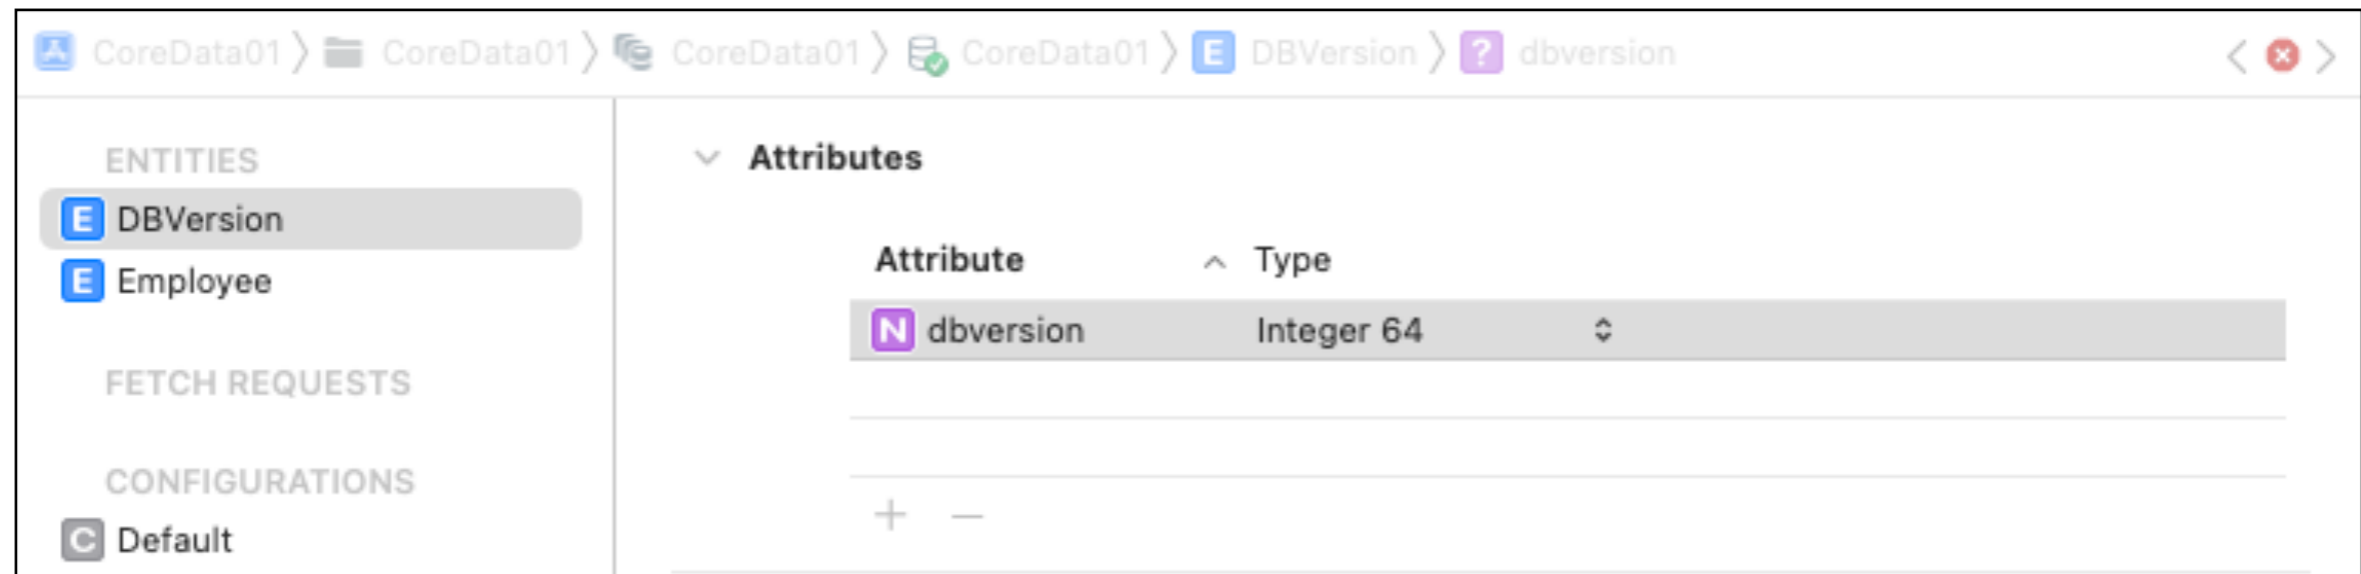 CoreData01 CoreData01 CoreData01 CoreData01 E DBVersion ? dbversion
ENTITIES
E DBVersion
E Employee
FETCH REQUESTS
CONFIGURATIONS
C Default
Attributes
Attribute Type
N dbversion Integer 64